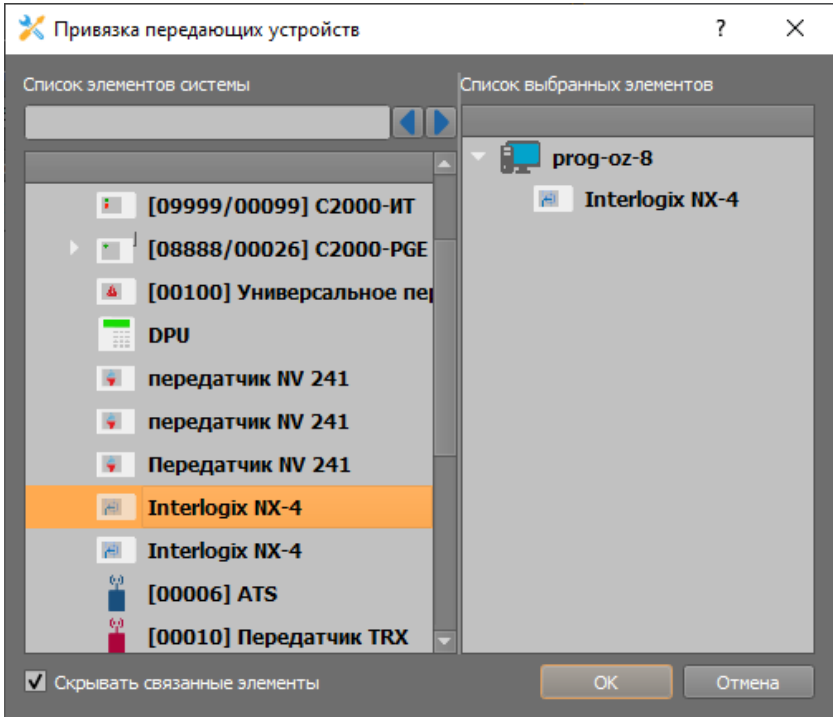 Привязка передающих устройств
?
Список элементов системы
[09999/00099] С2000-ИТ
[08888/00026] С2000-PGE
[00100] Универсальное пе
DPU
передатчик NV 241
передатчик NV 241
Передатчик NV 241
Interlogix NX-4
Interlogix NX-4
[00006] ATS
[00010] Передатчик TRX
Список выбранных элементов
prog-oz-8
Interlogix NX-4
Скрывать связанные элементы
OK
Отмена